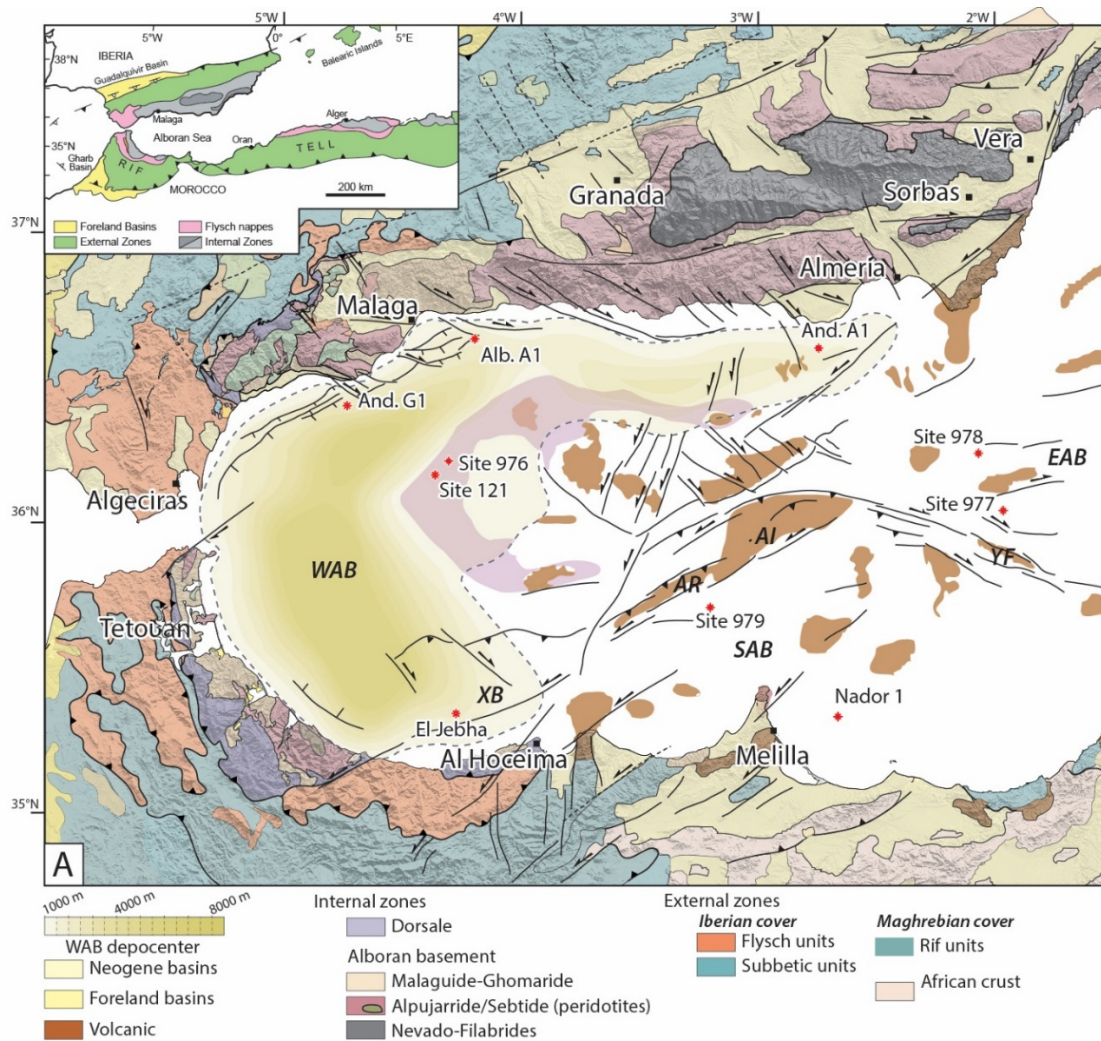 5°W
4°W
3°W
2°W
5°W
0°
5°E
38°N
IBERIA
Balearic Islands
Guadalquivir Basin
Malaga
Alger
Alboran Sea
Oran
35°N
Gharb
Basin
RIF
TELL
MOROCCO
200 km
Foreland Basins
Flysch nappes
External Zones
Internal Zones
Vera
Granada
Sorbas
37°N
Almería
Malaga
And. A1
Alb. A1
And. G1
Site 978
Site 976
EAB
Site 121
Algeciras
Site 977
36°N
AI
WAB
YF
AR
Site 979
Tetouan
SAB
XB
Nador 1
El-Jebha
Al Hoceima
Melilla
35°N
A
1000 m
4000 m
8000 m
WAB depocenter
Neogene basins
Foreland basins
Volcanic
Internal zones
Dorsale
Alboran basement
Malaguide-Ghomaride
Alpujarride/Sebtide (peridotites)
Nevado-Filabrides
External zones
Iberian cover
Flysch units
Subbetic units
Maghrebian cover
Rif units
African crust